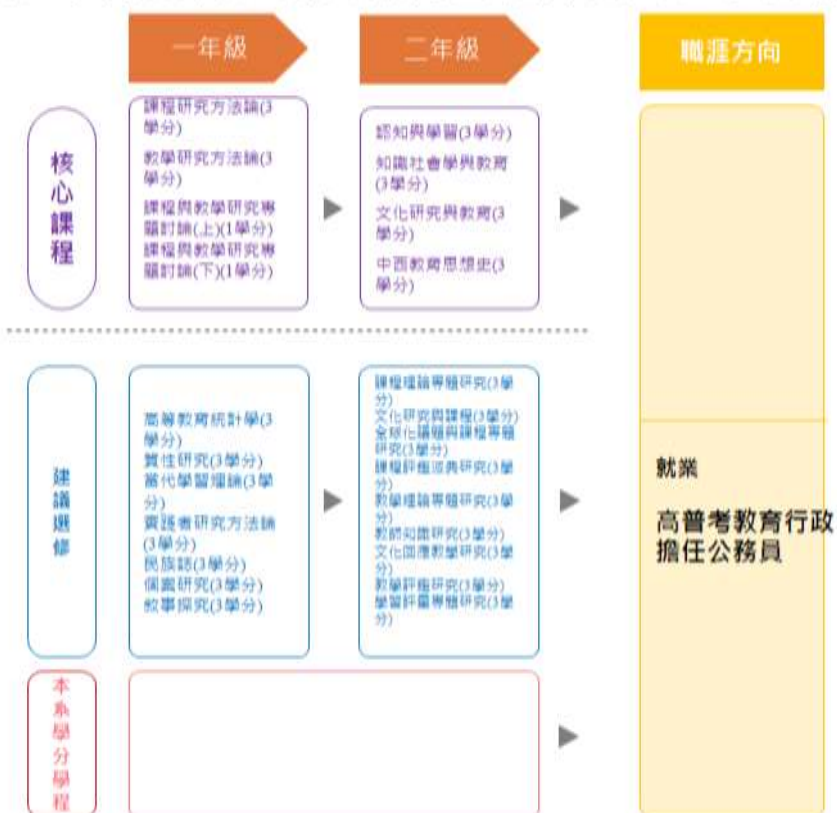 一年級
二年級
職涯方向
核心課程
課程研究方法論(3
學分)
教學研究方法論(3
學分)
課程與教學研究專
題討論(上)(1學分)
課程與教學研究專
題討論(下)(1學分)
認知與學習(3學分)
知識社會學與教育
(3學分)
文化研究與教育(3
學分)
中西教育思想史(3
學分)
建議選修
高等教育統計學(3
學分)
質性研究(3學分)
當代學習理論(3學
分)
實踐者研究方法論
(3學分)
民族誌(3學分)
個案研究(3學分)
敘事探究(3學分)
課程理論專題研究(3學
分)
文化研究與課程(3學分)
全球化議題與課程專題
研究(3學分)
課程評鑑 研究(3學
分)
教學理論專題研究(3學
分)
教師知識研究(3學分)
文化回應教學研究(3學
分)
教學評鑑研究(3學分)
學習評量專題研究(3學
分)
就業
高普考教育行政
擔任公務員
本系學分學程